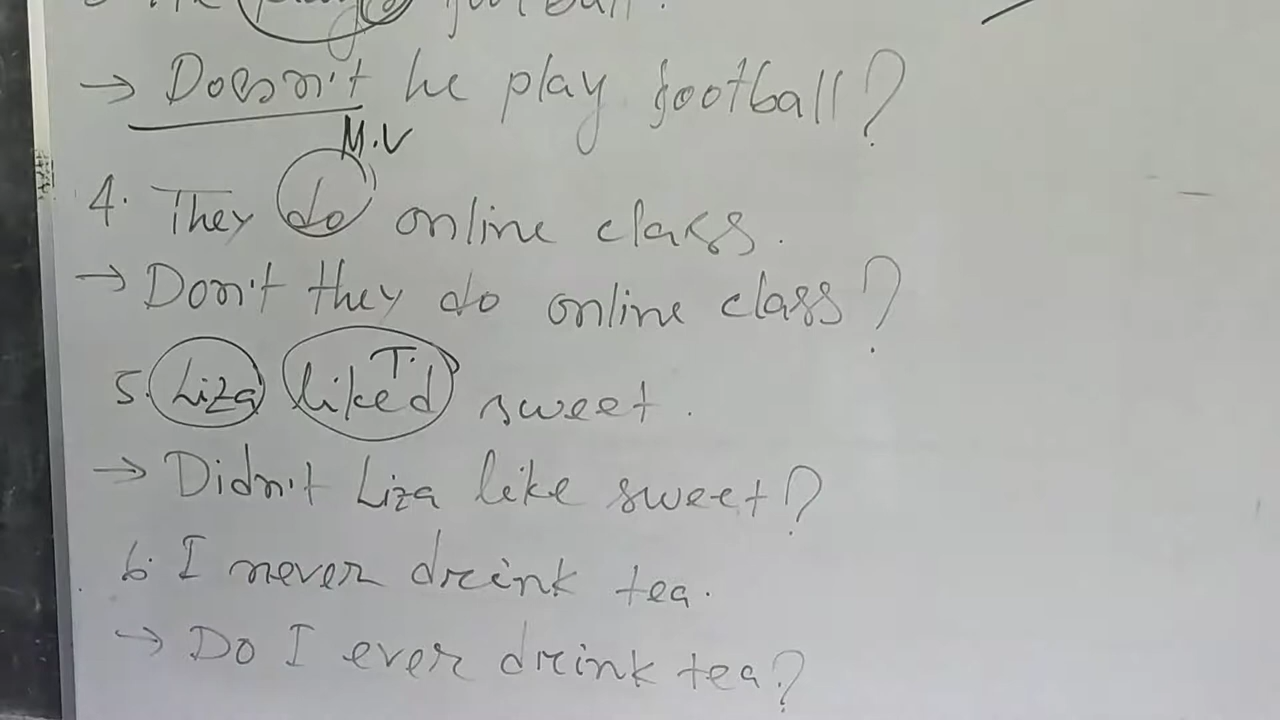 football.
→ Doesn't he play football?
M.V
4. They do online class.
→ Don't they do online class?
T.
5. Liza liked sweet.
→ Didn't Liza like sweet?
6. I never drink tea.
→ Do I ever drink tea?